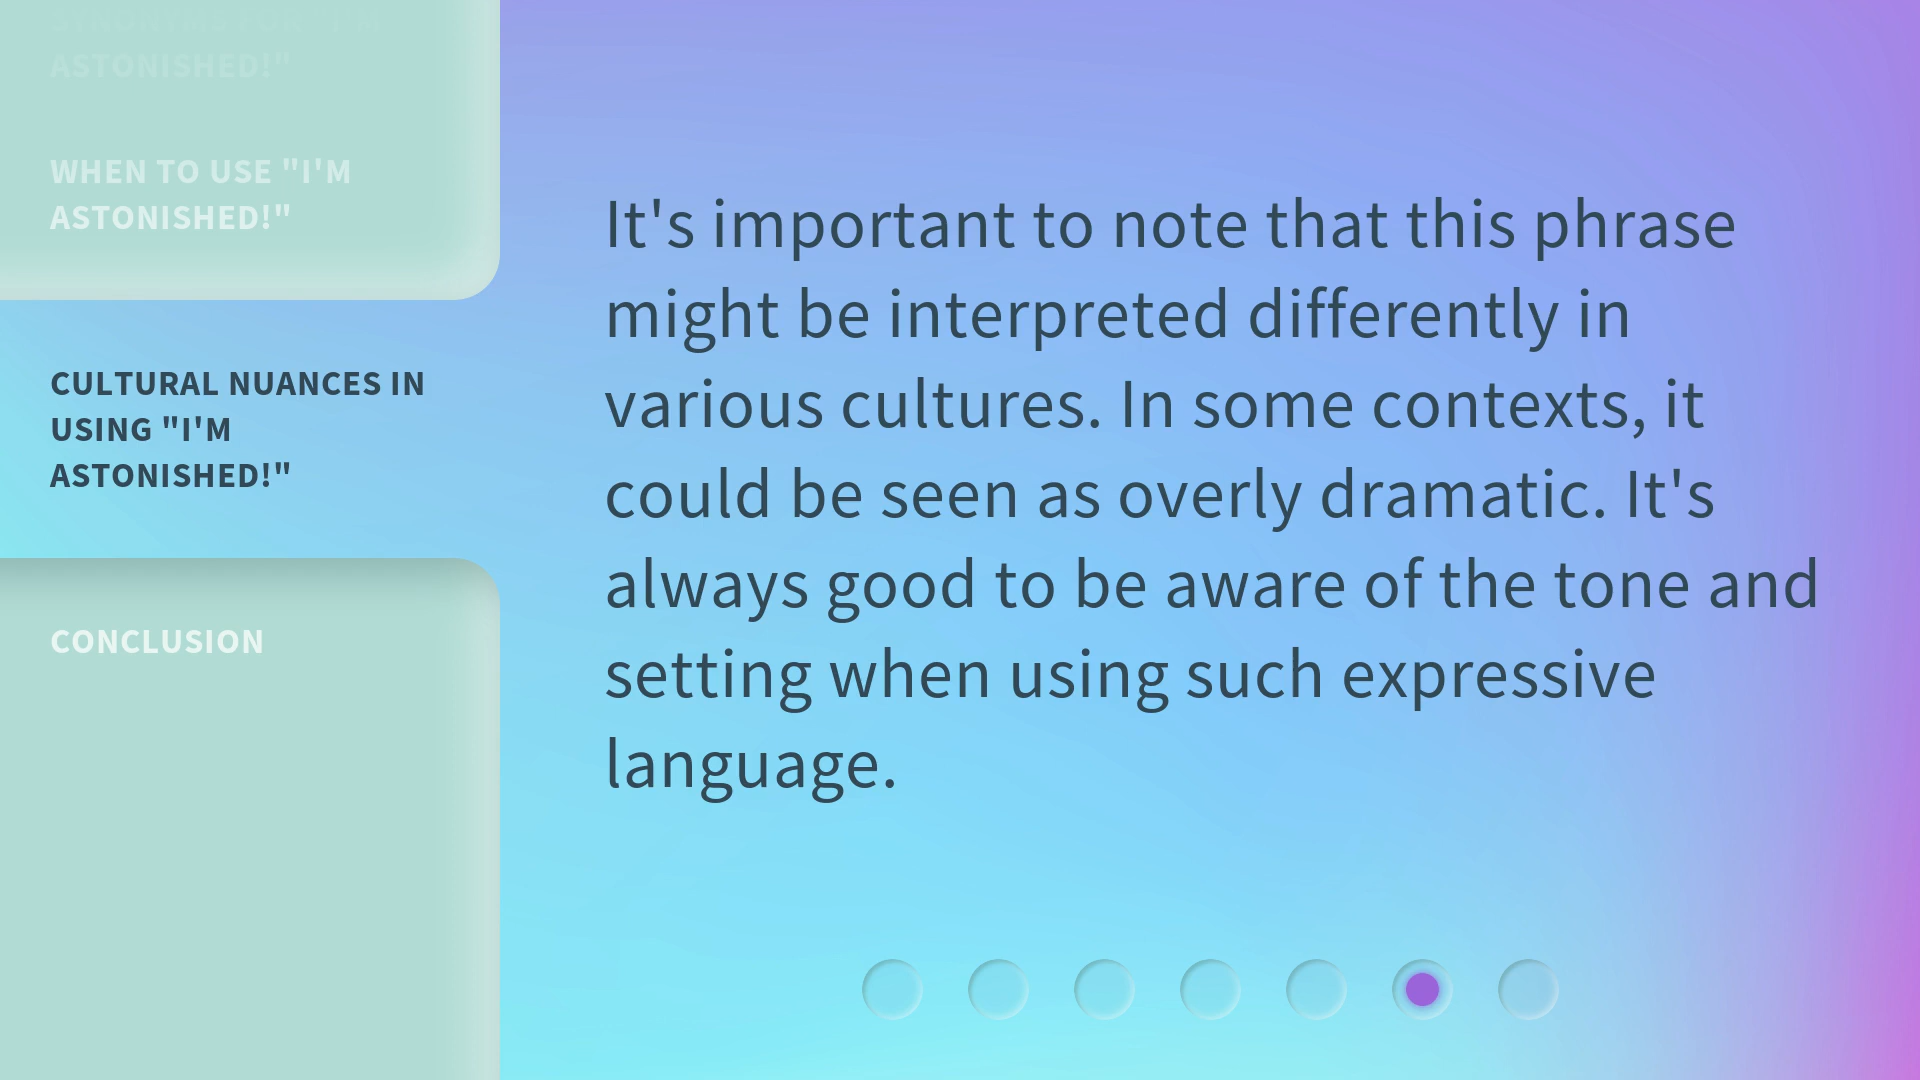 SYNONYMS FOR "I'M
ASTONISHED!"
WHEN TO USE "I'M
ASTONISHED!"
CULTURAL NUANCES IN
USING "I'M
ASTONISHED!"
CONCLUSION
It's important to note that this phrase
might be interpreted differently in
various cultures. In some contexts, it
could be seen as overly dramatic. It's
always good to be aware of the tone and
setting when using such expressive
language.